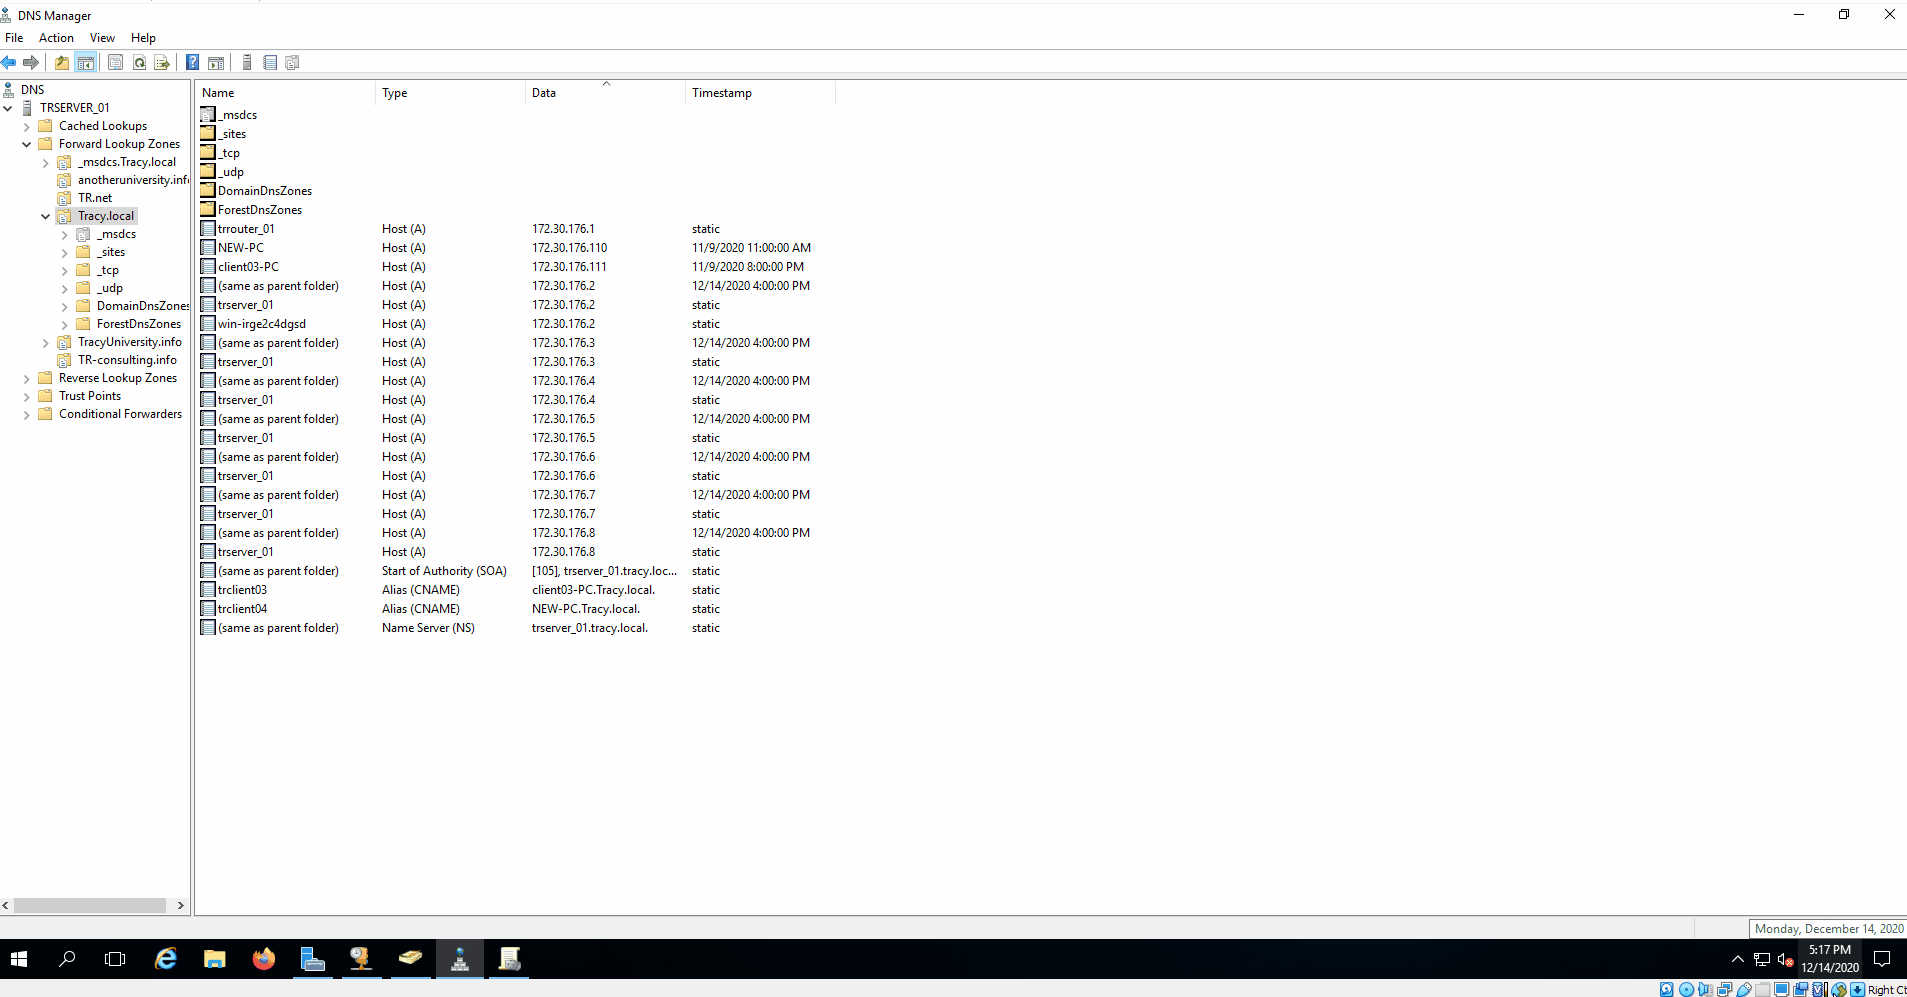 DNS Manager
File Action View Help
DNS
TRSERVER_01
Cached Lookups
Forward Lookup Zones
_msdcs.Tracy.local
anotheruniversity.info
TR.net
Tracy.local
_msdcs
_sites
_tcp
_udp
DomainDnsZones
ForestDnsZones
TracyUniversity.info
TR-consulting.info
Reverse Lookup Zones
Trust Points
Conditional Forwarders
Name Type Data Timestamp
_msdcs
_sites
_tcp
_udp
DomainDnsZones
ForestDnsZones
trrouter_01 Host (A) 172.30.176.1 static
NEW-PC Host (A) 172.30.176.110 11/9/2020 11:00:00 AM
client03-PC Host (A) 172.30.176.111 11/9/2020 8:00:00 PM
(same as parent folder) Host (A) 172.30.176.2 12/14/2020 4:00:00 PM
trserver_01 Host (A) 172.30.176.2 static
win-irge2c4dgsd Host (A) 172.30.176.2 static
(same as parent folder) Host (A) 172.30.176.3 12/14/2020 4:00:00 PM
trserver_01 Host (A) 172.30.176.3 static
(same as parent folder) Host (A) 172.30.176.4 12/14/2020 4:00:00 PM
trserver_01 Host (A) 172.30.176.4 static
(same as parent folder) Host (A) 172.30.176.5 12/14/2020 4:00:00 PM
trserver_01 Host (A) 172.30.176.5 static
(same as parent folder) Host (A) 172.30.176.6 12/14/2020 4:00:00 PM
trserver_01 Host (A) 172.30.176.6 static
(same as parent folder) Host (A) 172.30.176.7 12/14/2020 4:00:00 PM
trserver_01 Host (A) 172.30.176.7 static
(same as parent folder) Host (A) 172.30.176.8 12/14/2020 4:00:00 PM
trserver_01 Host (A) 172.30.176.8 static
(same as parent folder) Start of Authority (SOA) [105], trserver_01.tracy.loc... static
trclient03 Alias (CNAME) client03-PC.Tracy.local. static
trclient04 Alias (CNAME) NEW-PC.Tracy.local. static
(same as parent folder) Name Server (NS) trserver_01.tracy.local. static
Monday, December 14, 2020
5:17 PM
12/14/2020
Right Ct